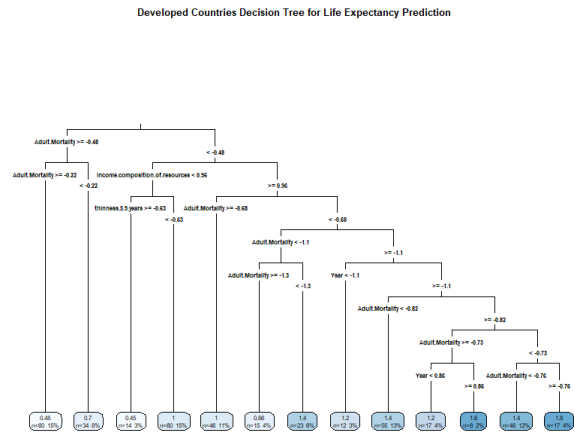 Developed Countries Decision Tree for Life Expectancy Prediction
Adult.Mortality >= -0.48
< -0.48
Adult.Mortality >= -0.22
Income.composition.of.resources < 0.96
< -0.22
>= 0.96
thinness.5.9.years >= -0.63
Adult.Mortality >= -0.68
< -0.63
< -0.68
Adult.Mortality < -1.1
>= -1.1
Adult.Mortality >= -1.3
Year < -1.1
< -1.3
>= -1.1
Adult.Mortality < -0.82
>= -0.82
Adult.Mortality >= -0.73
< -0.73
Year < 0.86
Adult.Mortality < -0.76
>= 0.86
>= -0.76
0.48 0.7 0.45 1 1 0.86 1.4 1.2 1.4 1.2 1.6 1.4 1.8
n=60 15% n=34 8% n=14 3% n=60 15% n=46 11% n=15 4% n=23 6% n=12 3% n=55 13% n=17 4% n=8 2% n=48 12% n=17 4%